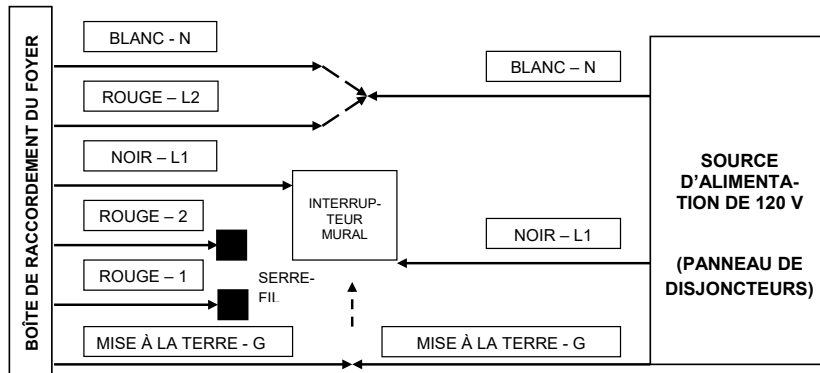 BOÎTE DE RACCORDEMENT DU FOYER
BLANC - N
ROUGE – L2
NOIR – L1
ROUGE – 2
ROUGE – 1
MISE À LA TERRE - G
INTERRUP-
TEUR
MURAL
SERRE-
FIL
BLANC – N
NOIR – L1
MISE À LA TERRE - G
SOURCE
D’ALIMENTA-
TION DE 120 V
(PANNEAU DE
DISJONCTEURS)